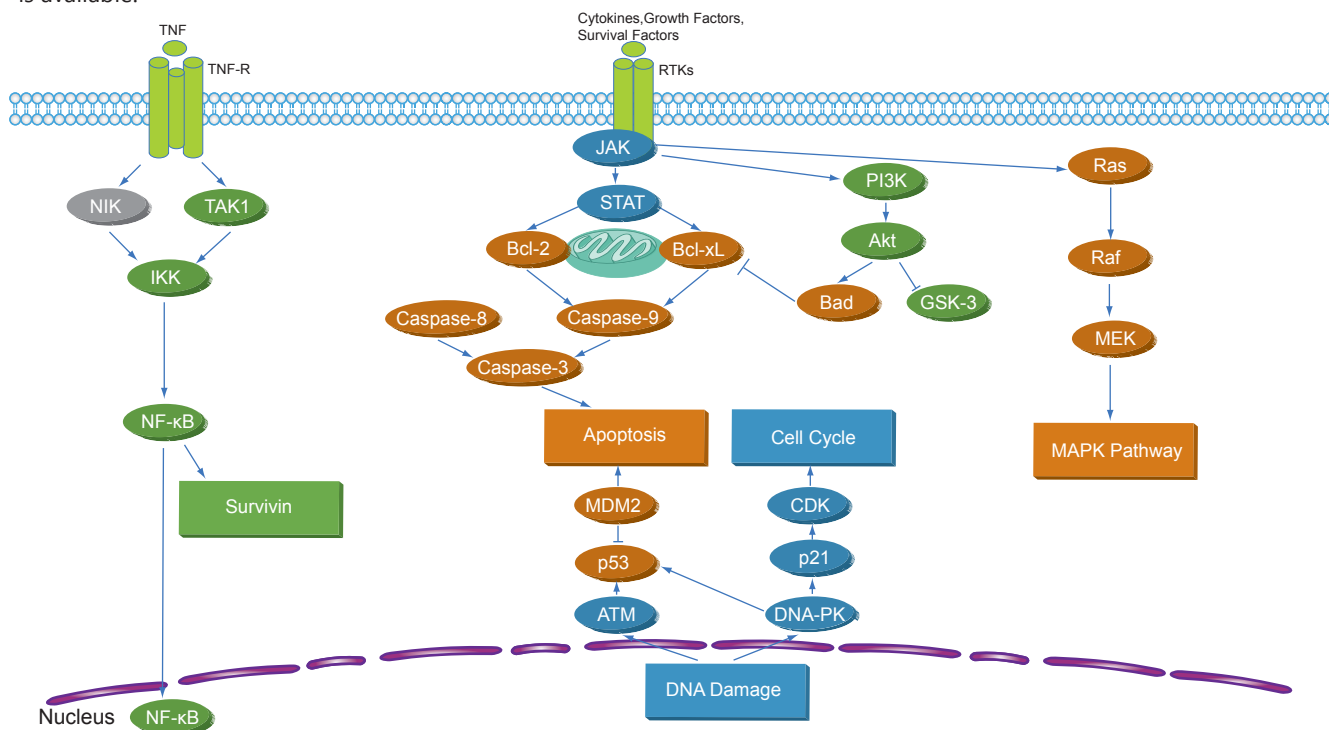 is available.
TNF
TNF-R
Cytokines,Growth Factors,
Survival Factors
RTKs
JAK
Ras
PI3K
NIK
TAK1
STAT
Akt
Bcl-2
Bcl-xL
Raf
IKK
Bad
GSK-3
Caspase-8
Caspase-9
MEK
Caspase-3
NF-κB
Apoptosis
Cell Cycle
MAPK Pathway
Survivin
MDM2
CDK
p53
p21
ATM
DNA-PK
DNA Damage
Nucleus
NF-κB